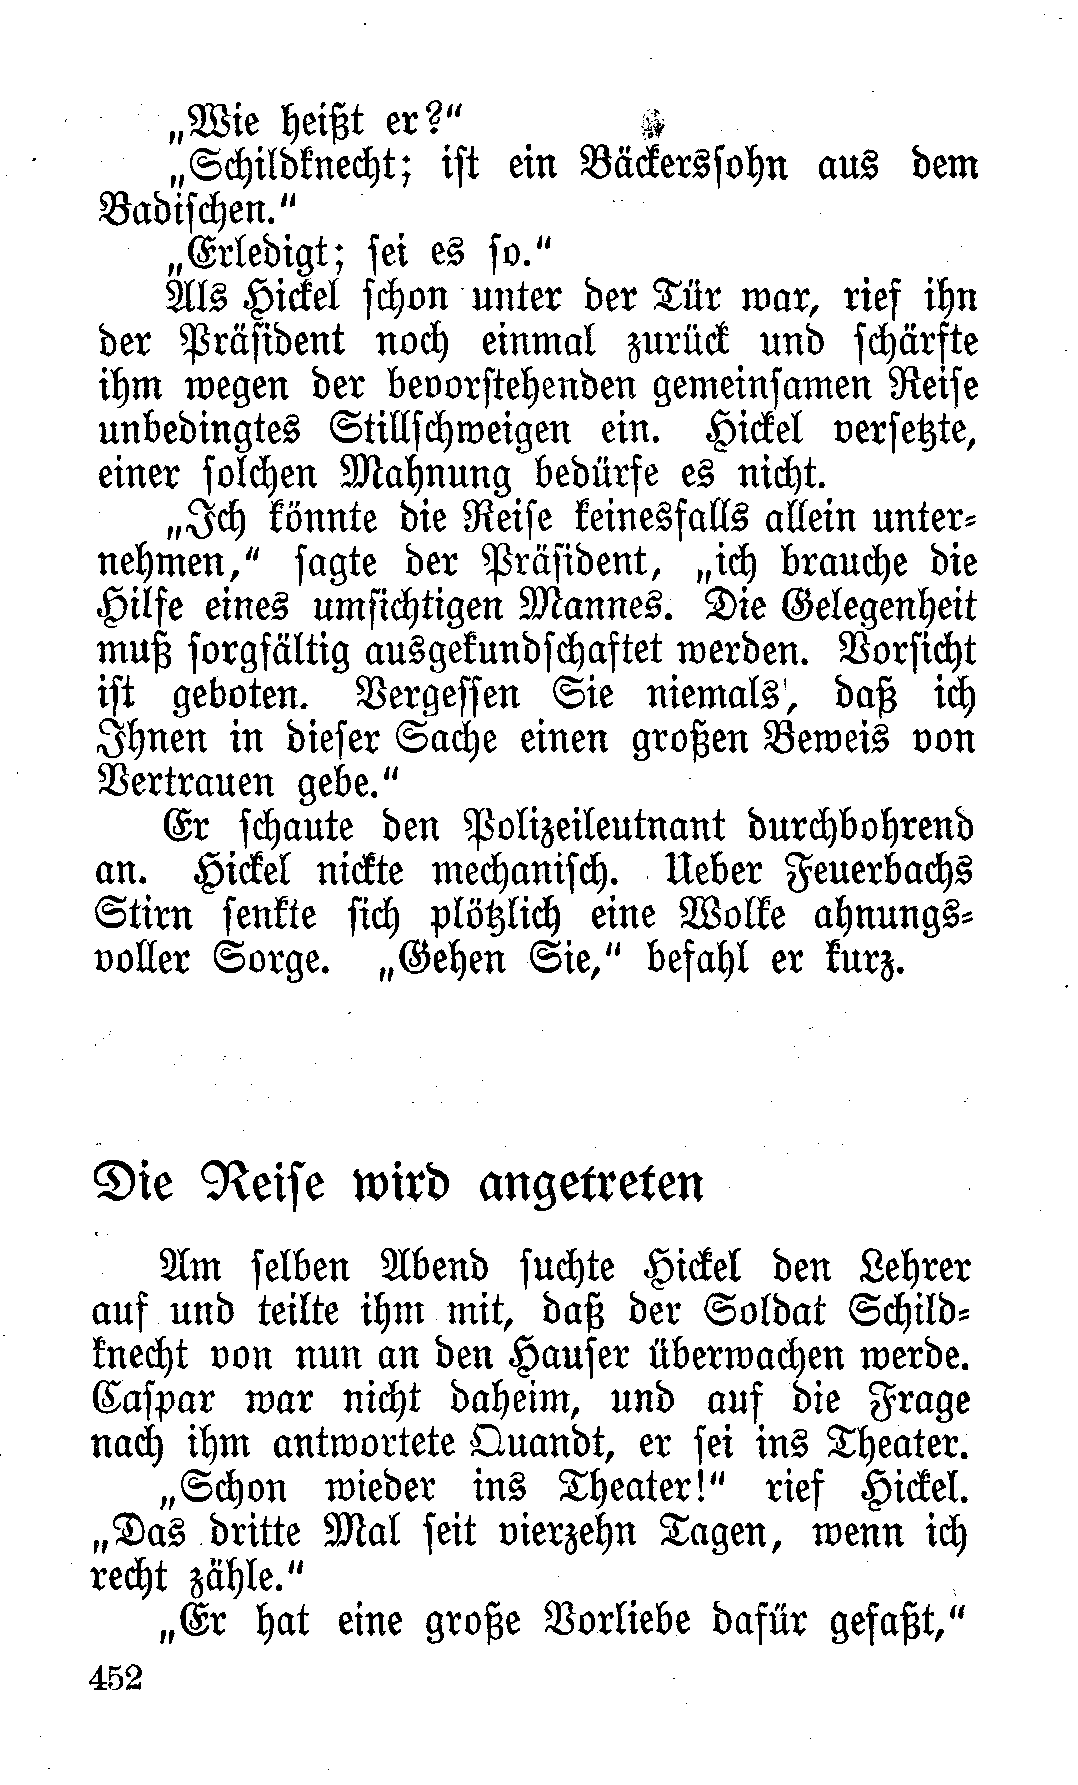 „Wie heißt er?“
„Schildknecht; ist ein Bäckerssohn aus dem
Badischen.“
„Erledigt; sei es so.“
Als Hickel schon unter der Tür war, rief ihn
der Präsident noch einmal zurück und schärfte
ihm wegen der bevorstehenden gemeinsamen Reise
unbedingtes Stillschweigen ein. Hickel versetzte,
einer solchen Mahnung bedürfe es nicht.
„Ich könnte die Reise keinesfalls allein unter-
nehmen,“ sagte der Präsident, „ich brauche die
Hilfe eines umsichtigen Mannes. Die Gelegenheit
muß sorgfältig ausgekundschaftet werden. Vorsicht
ist geboten. Vergessen Sie niemals, daß ich
Ihnen in dieser Sache einen großen Beweis von
Vertrauen gebe.“
Er schaute den Polizeileutnant durchbohrend
an. Hickel nickte mechanisch. Ueber Feuerbachs
Stirn senkte sich plötzlich eine Wolke ahnungs-
voller Sorge. „Gehen Sie,“ befahl er kurz.
Die Reise wird angetreten
Am selben Abend suchte Hickel den Lehrer
auf und teilte ihm mit, daß der Soldat Schild-
knecht von nun an den Hauser überwachen werde.
Caspar war nicht daheim, und auf die Frage
nach ihm antwortete Quandt, er sei ins Theater.
„Schon wieder ins Theater!“ rief Hickel.
„Das dritte Mal seit vierzehn Tagen, wenn ich
recht zähle.“
„Er hat eine große Vorliebe dafür gefaßt,“
452